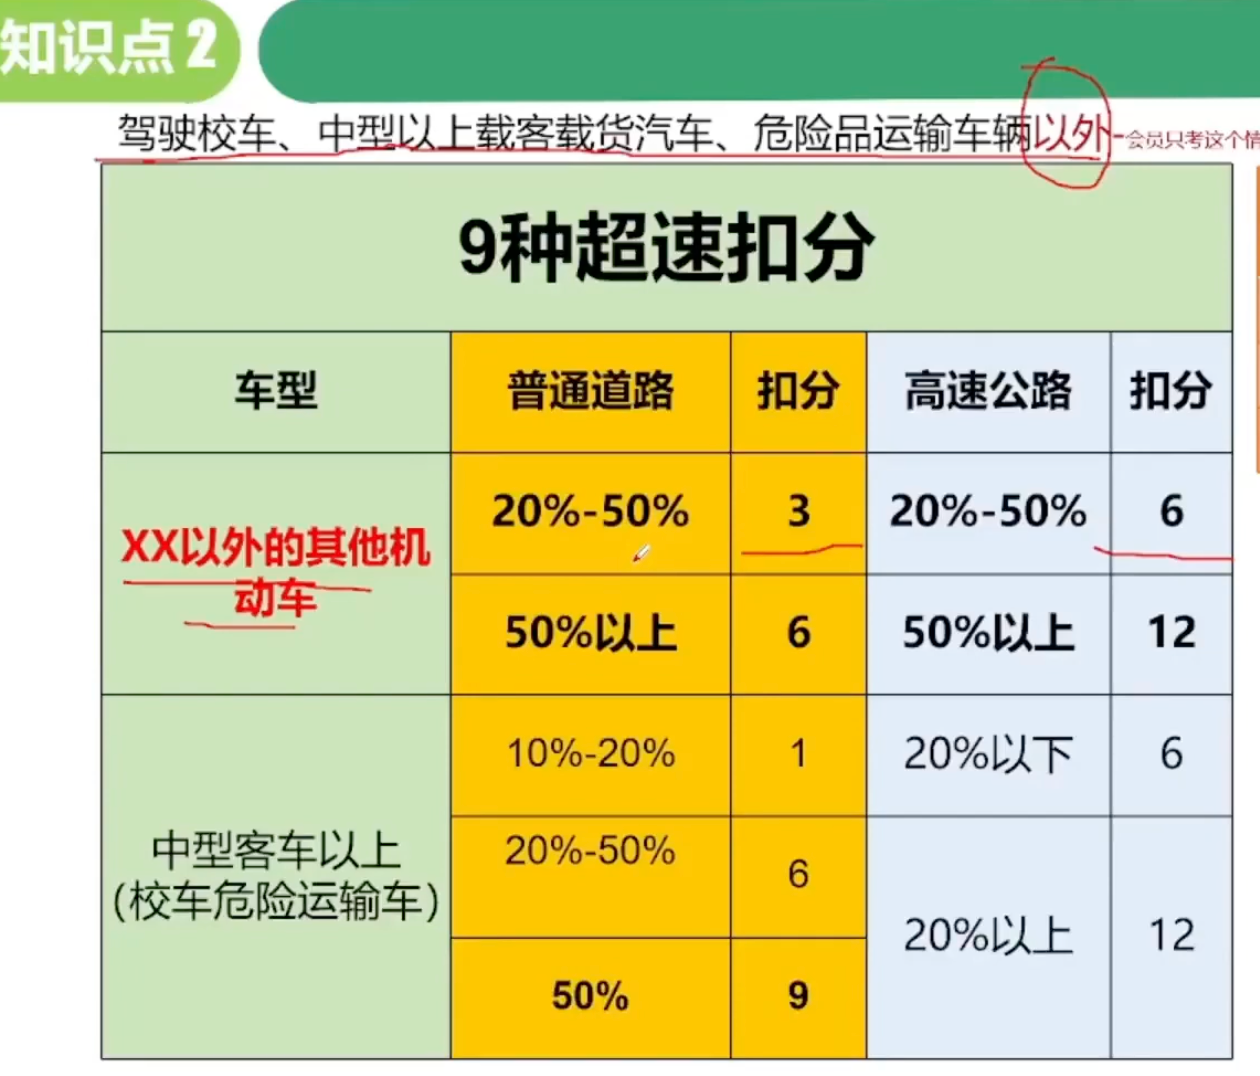 知识点2
驾驶校车、中型以上载客载货汽车、危险品运输车辆以外-会员只考这个情
9种超速扣分
车型 普通道路 扣分 高速公路 扣分
XX以外的其他机
动车
20%-50% 3 20%-50% 6
50%以上 6 50%以上 12
中型客车以上
(校车危险运输车)
10%-20% 1 20%以下 6
20%-50% 6
20%以上 12
50% 9